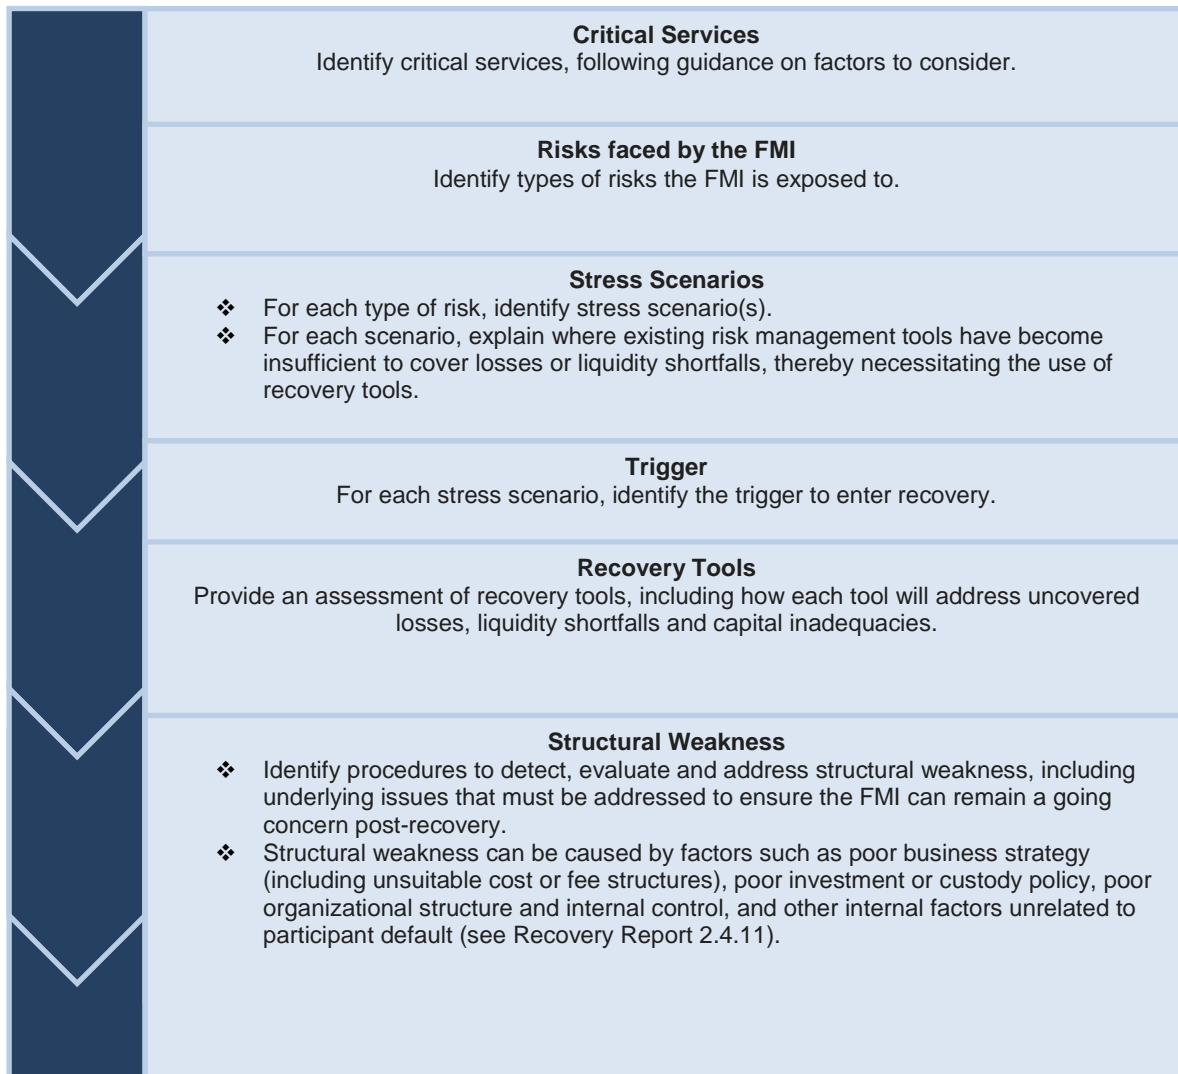 Critical Services
Identify critical services, following guidance on factors to consider.
Risks faced by the FMI
Identify types of risks the FMI is exposed to.
Stress Scenarios
❖ For each type of risk, identify stress scenario(s).
❖ For each scenario, explain where existing risk management tools have become
insufficient to cover losses or liquidity shortfalls, thereby necessitating the use of
recovery tools.
Trigger
For each stress scenario, identify the trigger to enter recovery.
Recovery Tools
Provide an assessment of recovery tools, including how each tool will address uncovered
losses, liquidity shortfalls and capital inadequacies.
Structural Weakness
❖ Identify procedures to detect, evaluate and address structural weakness, including
underlying issues that must be addressed to ensure the FMI can remain a going
concern post-recovery.
❖ Structural weakness can be caused by factors such as poor business strategy
(including unsuitable cost or fee structures), poor investment or custody policy, poor
organizational structure and internal control, and other internal factors unrelated to
participant default (see Recovery Report 2.4.11).